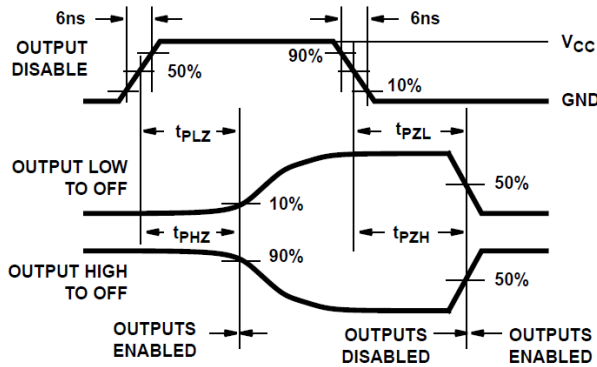 6ns
6ns
OUTPUT
DISABLE
50%
90%
10%
VCC
GND
tPLZ
tPZL
OUTPUT LOW
TO OFF
10%
50%
tPHZ
tPZH
OUTPUT HIGH
TO OFF
90%
50%
OUTPUTS
ENABLED
OUTPUTS
DISABLED
OUTPUTS
ENABLED